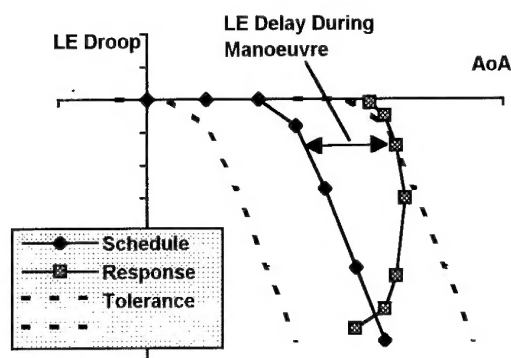 LE Droop
LE Delay During
Manoeuvre
AoA
Schedule
Response
Tolerance